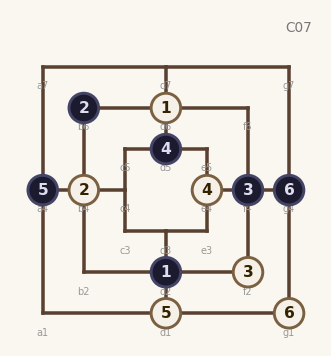 C07
a7 d7 g7
2 1
b6 d6 f6
4
c5 d5 e5
5 2 4 3 6
a4 b4 c4 e4 f4 g4
c3 d3 e3
1 3
b2 d2 f2
5 6
a1 d1 g1